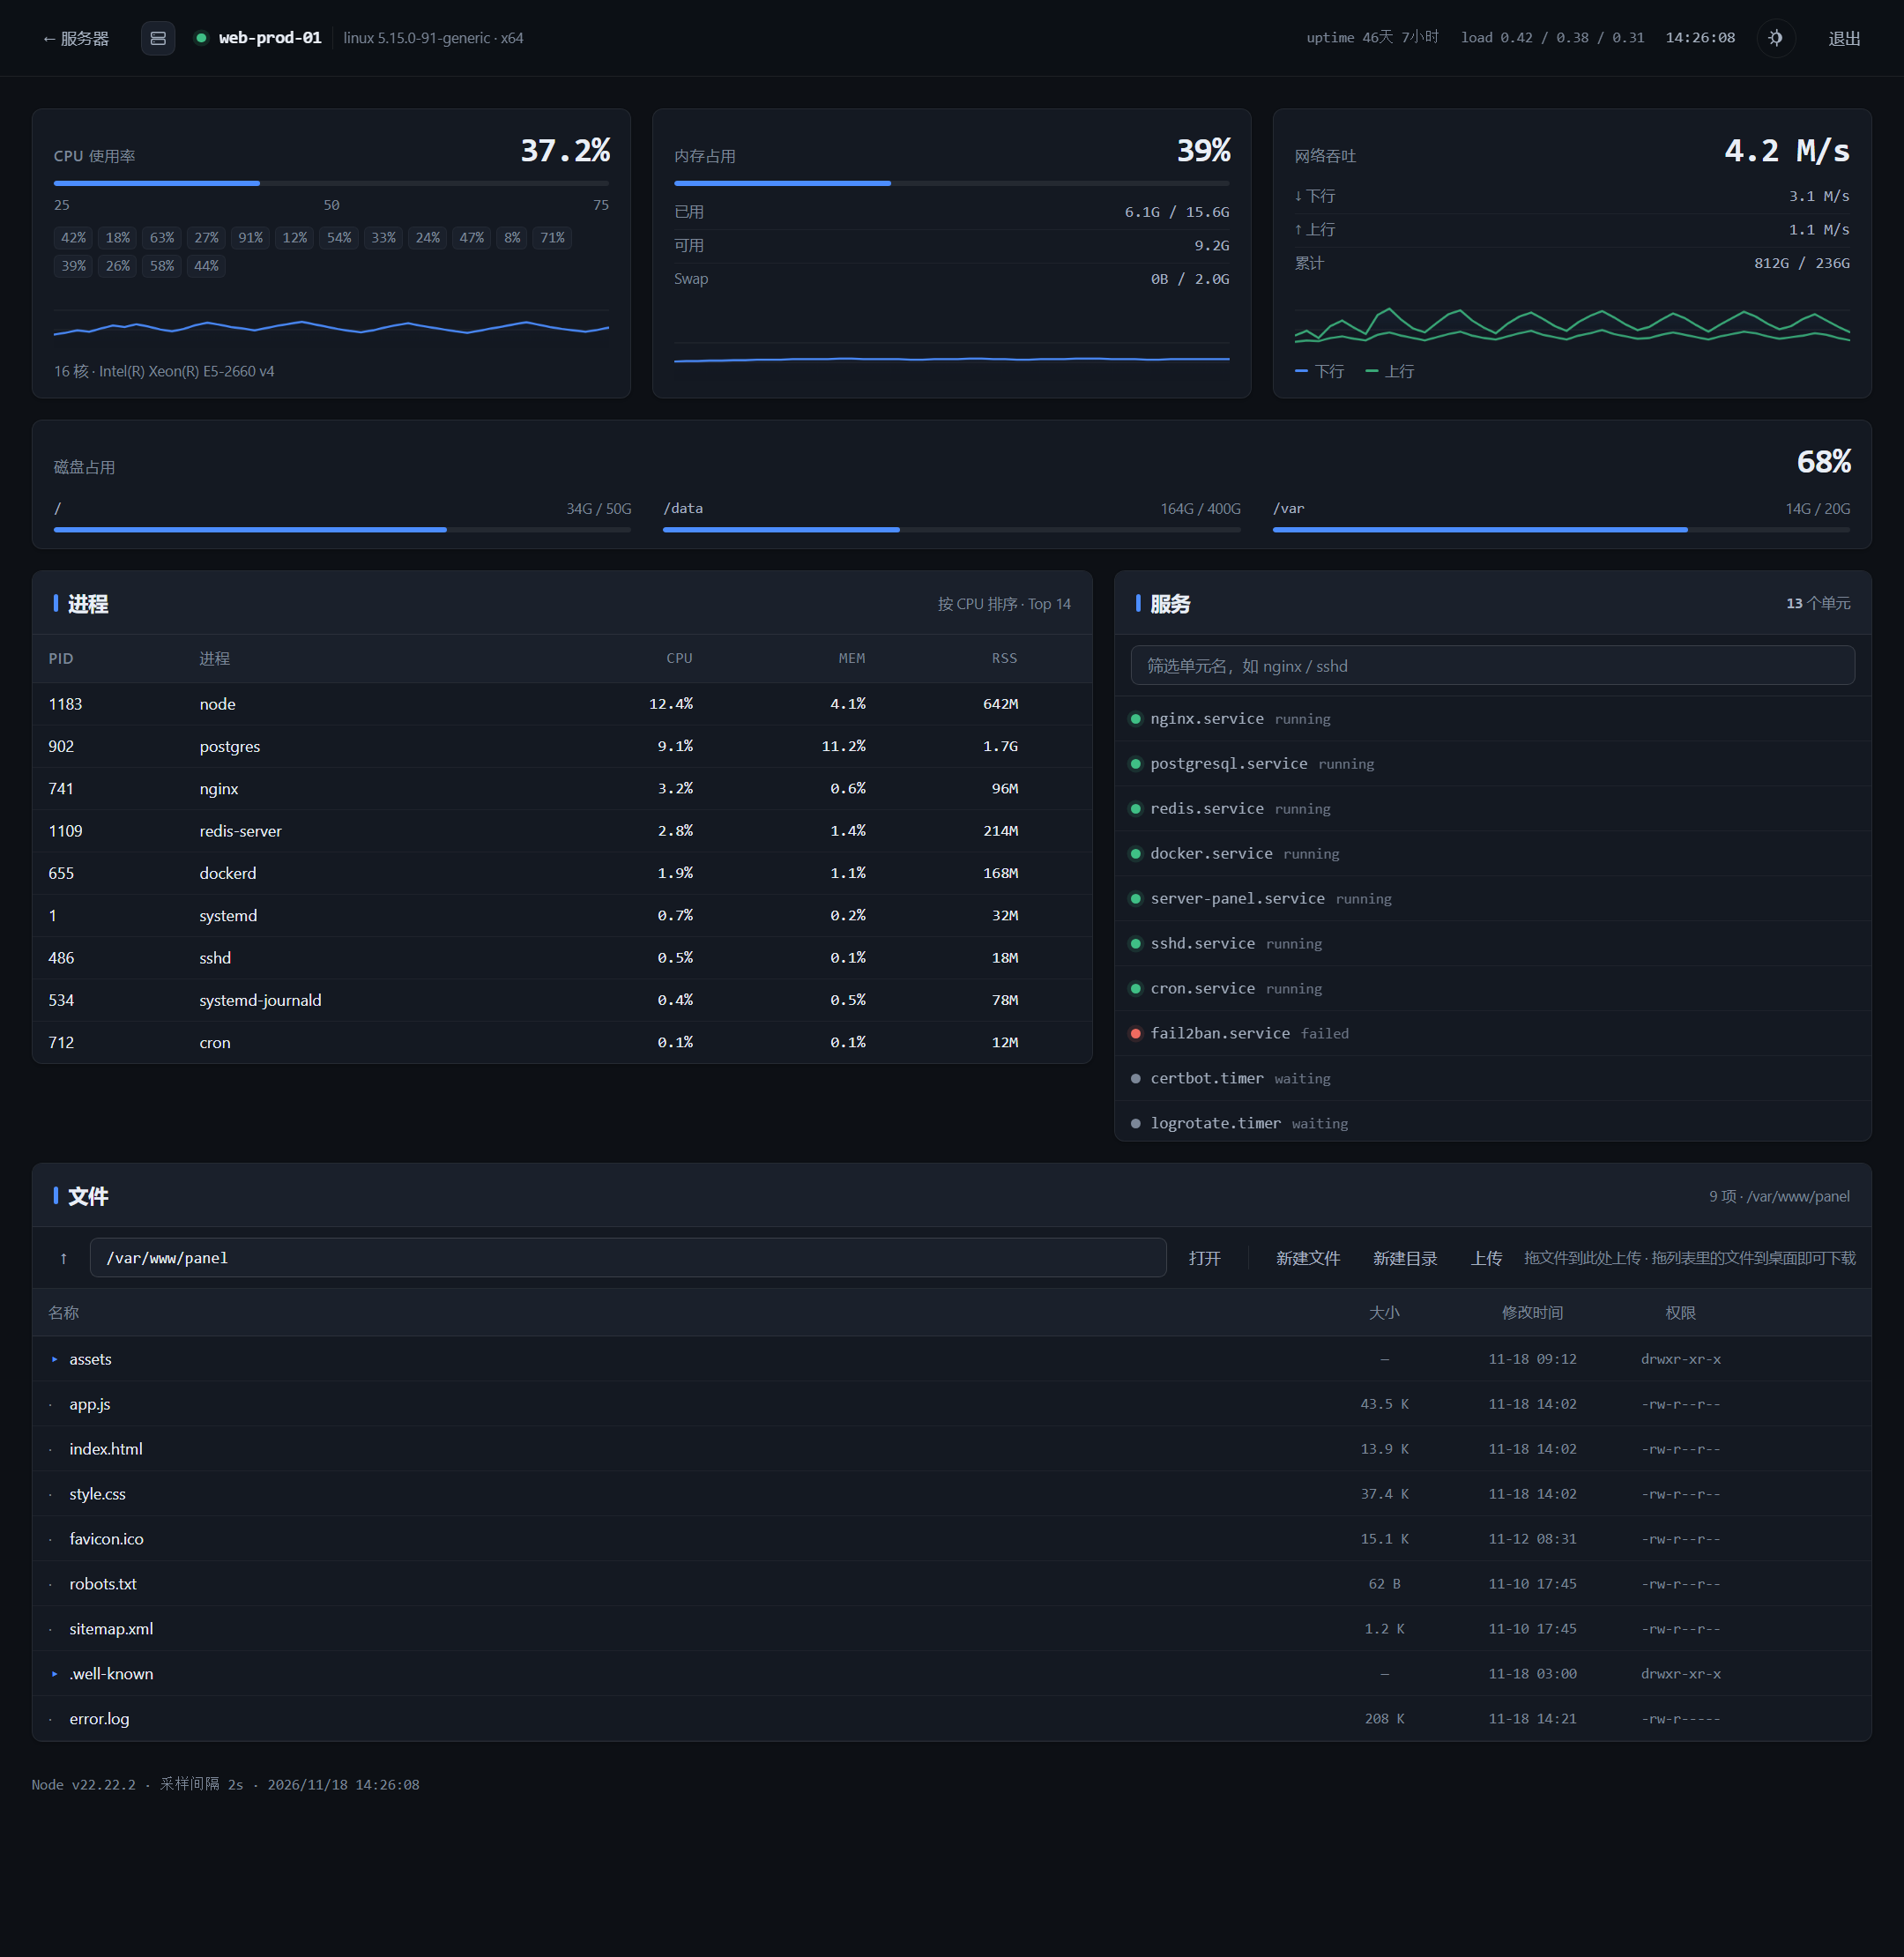 ← 服务器 web-prod-01 linux 5.15.0-91-generic · x64 uptime 46天 7小时 load 0.42 / 0.38 / 0.31 14:26:08 退出
CPU 使用率 37.2%
25 50 75
42% 18% 63% 27% 91% 12% 54% 33% 24% 47% 8% 71%
39% 26% 58% 44%
16 核 · Intel(R) Xeon(R) E5-2660 v4
内存占用 39%
已用 6.1G / 15.6G
可用 9.2G
Swap 0B / 2.0G
网络吞吐 4.2 M/s
↓ 下行 3.1 M/s
↑ 上行 1.1 M/s
累计 812G / 236G
下行 上行
磁盘占用 68%
/ 34G / 50G /data 164G / 400G /var 14G / 20G
进程 按 CPU 排序 · Top 14
PID 进程 CPU MEM RSS
1183 node 12.4% 4.1% 642M
902 postgres 9.1% 11.2% 1.7G
741 nginx 3.2% 0.6% 96M
1109 redis-server 2.8% 1.4% 214M
655 dockerd 1.9% 1.1% 168M
1 systemd 0.7% 0.2% 32M
486 sshd 0.5% 0.1% 18M
534 systemd-journald 0.4% 0.5% 78M
712 cron 0.1% 0.1% 12M
服务 13 个单元
筛选单元名，如 nginx / sshd
nginx.service running
postgresql.service running
redis.service running
docker.service running
server-panel.service running
sshd.service running
cron.service running
fail2ban.service failed
certbot.timer waiting
logrotate.timer waiting
文件 9 项 · /var/www/panel
↑ /var/www/panel 打开 新建文件 新建目录 上传 拖文件到此处上传 · 拖列表里的文件到桌面即可下载
名称 大小 修改时间 权限
▸ assets — 11-18 09:12 drwxr-xr-x
· app.js 43.5 K 11-18 14:02 -rw-r--r--
· index.html 13.9 K 11-18 14:02 -rw-r--r--
· style.css 37.4 K 11-18 14:02 -rw-r--r--
· favicon.ico 15.1 K 11-12 08:31 -rw-r--r--
· robots.txt 62 B 11-10 17:45 -rw-r--r--
· sitemap.xml 1.2 K 11-10 17:45 -rw-r--r--
▸ .well-known — 11-18 03:00 drwxr-xr-x
· error.log 208 K 11-18 14:21 -rw-r-----
Node v22.22.2 · 采样间隔 2s · 2026/11/18 14:26:08